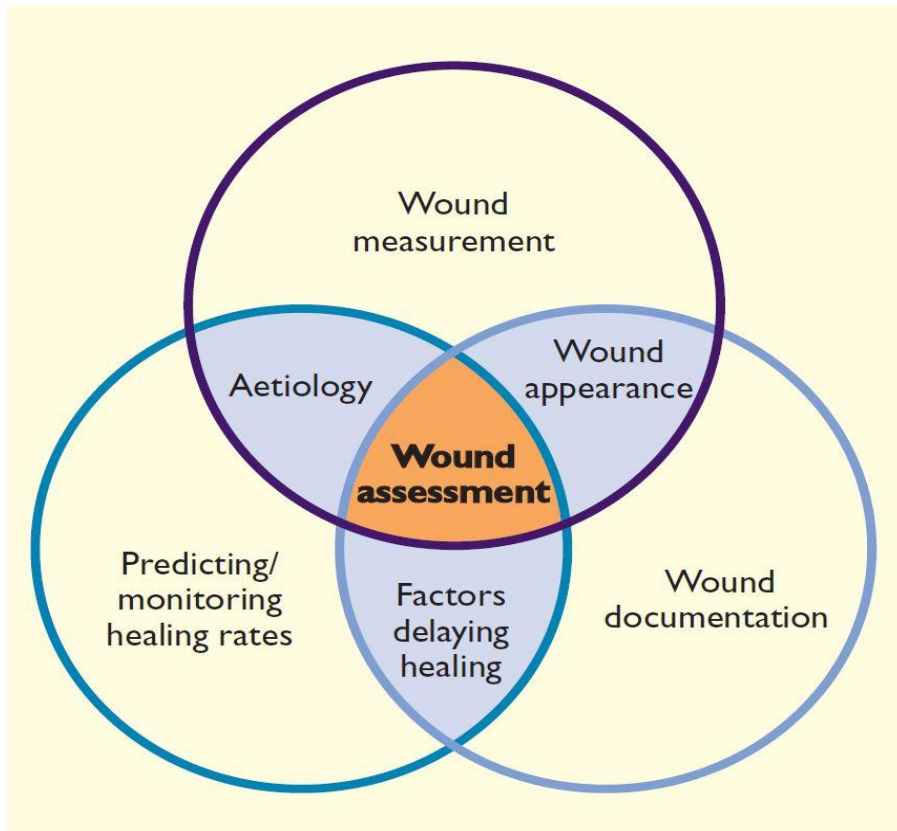 Wound
measurement
Aetiology
Wound
appearance
Wound
assessment
Predicting/
monitoring
healing rates
Factors
delaying
healing
Wound
documentation